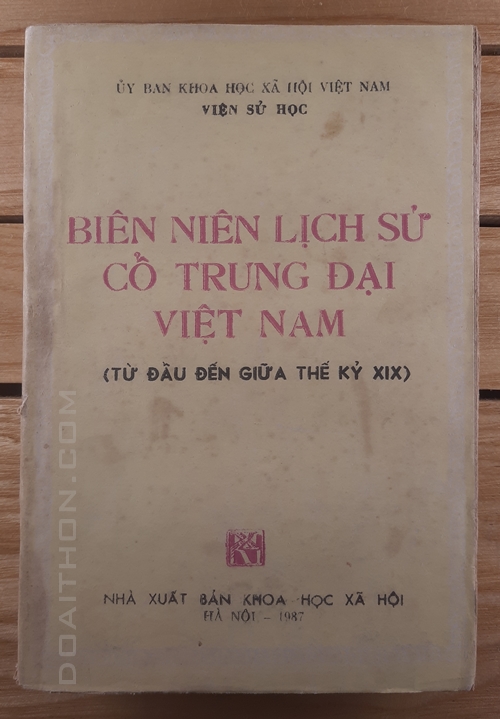 ỦY BAN KHOA HỌC XÃ HỘI VIỆT NAM
VIỆN SỬ HỌC
BIÊN NIÊN LỊCH SỬ
CỔ TRUNG ĐẠI
VIỆT NAM
(TỪ ĐẦU ĐẾN GIỮA THẾ KỶ XIX)
NHÀ XUẤT BẢN KHOA HỌC XÃ HỘI
HÀ NỘI - 1987
DOAITHON.COM